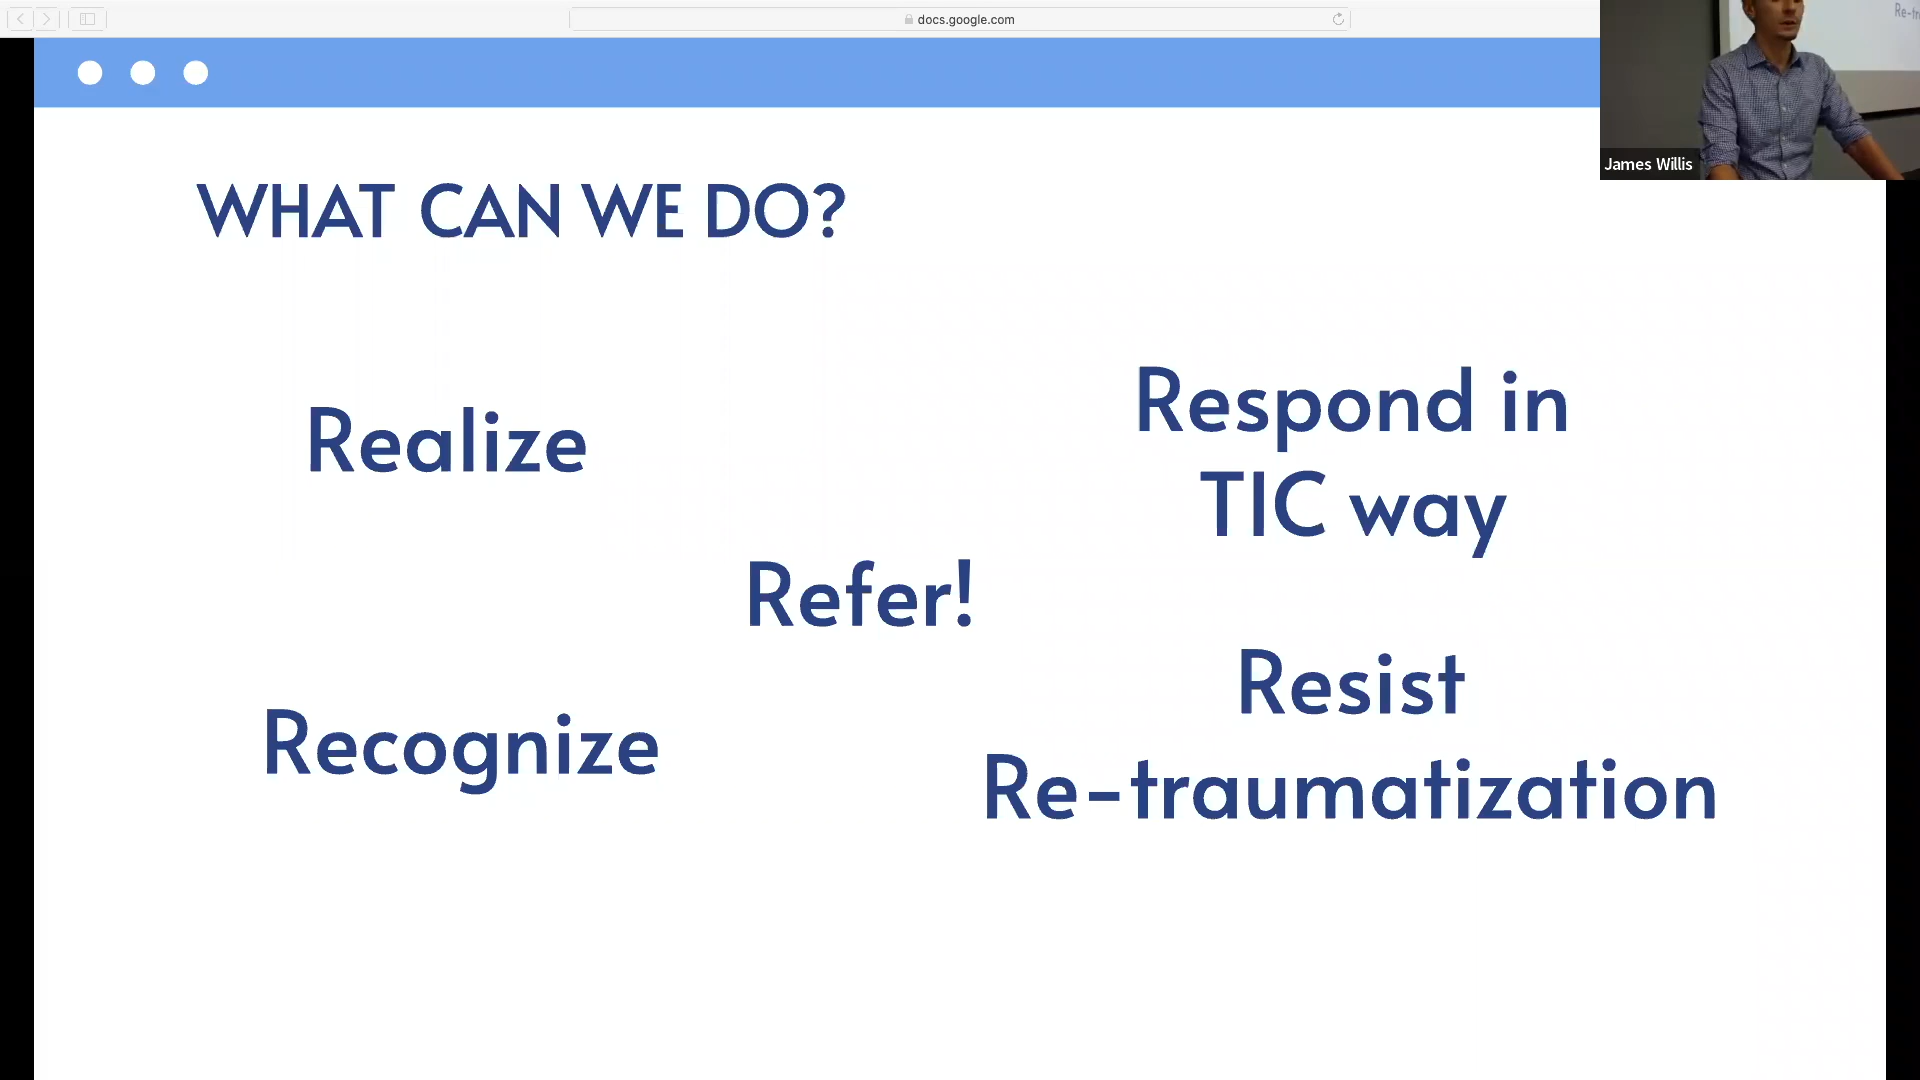 docs.google.com
James Willis
WHAT CAN WE DO?
Realize
Respond in
TIC way
Refer!
Recognize
Resist
Re-traumatization